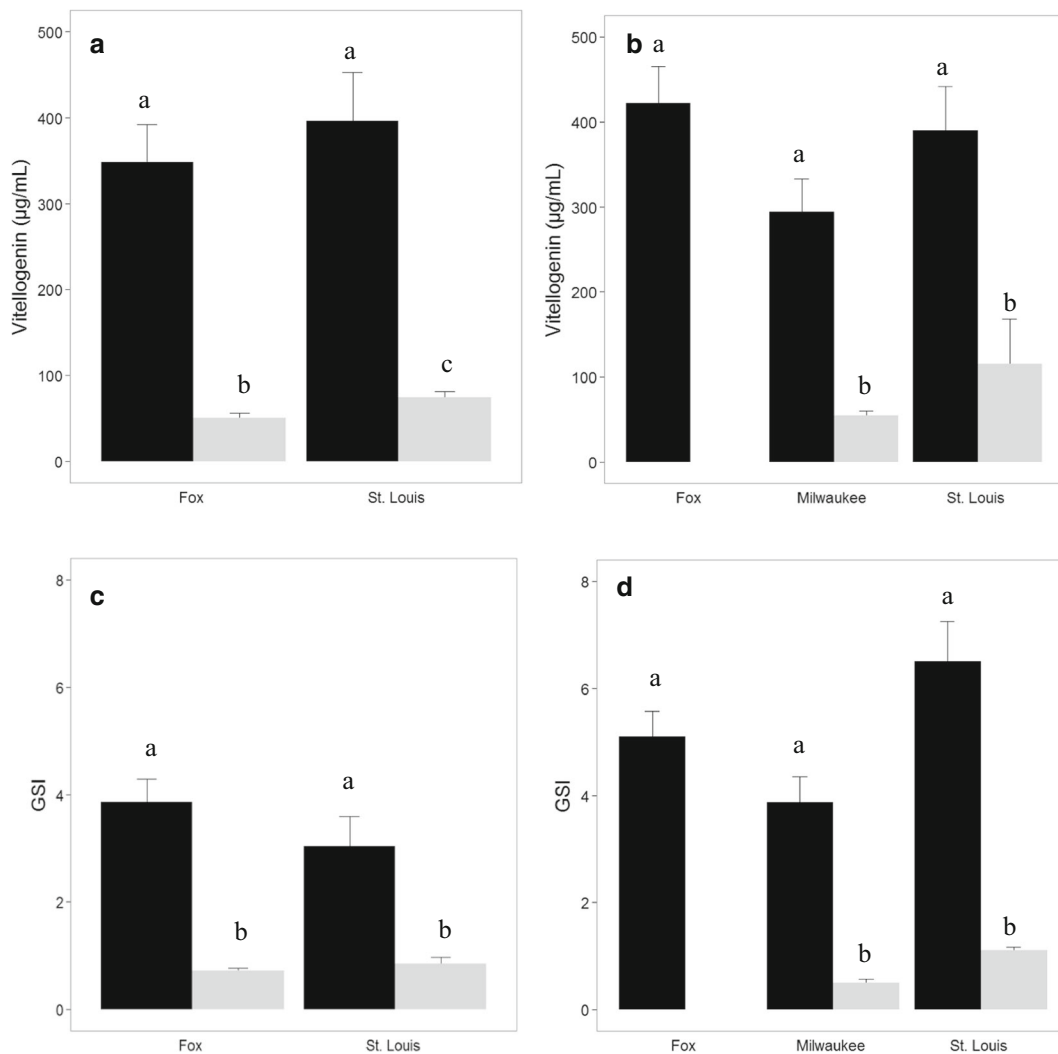 a
500
400
300
200
100
0
Vitellogenin (µg/mL)
a
a
b
c
Fox St. Louis
b
500
400
300
200
100
0
Vitellogenin (µg/mL)
a
a
a
b
b
Fox Milwaukee St. Louis
c
8
6
4
2
0
GSI
a
a
b
b
Fox St. Louis
d
8
6
4
2
0
GSI
a
a
a
b
b
Fox Milwaukee St. Louis